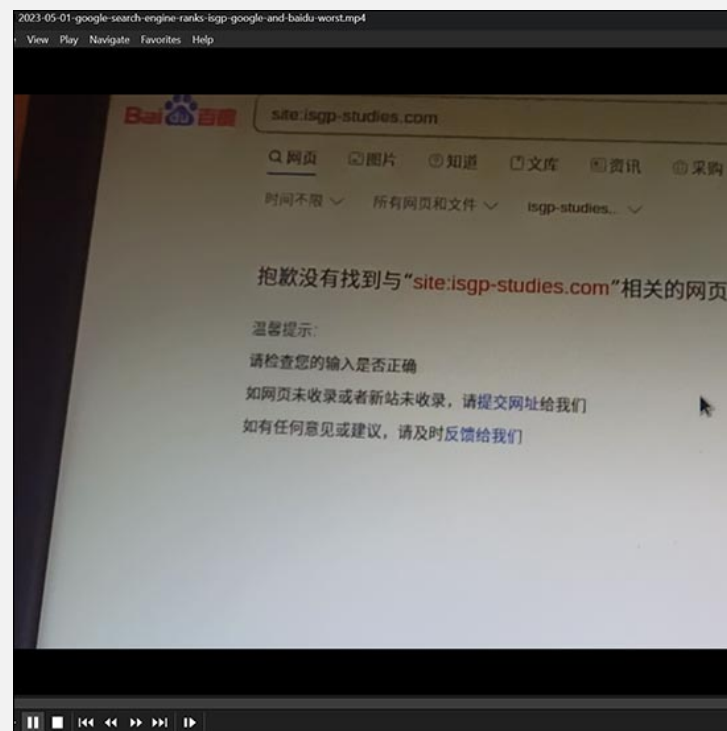 2023-05-01-google-search-engine-ranks-isgp-google-and-baidu-worst.mp4
View Play Navigate Favorites Help
Bai du 百度 site:isgp-studies.com
网页 图片 知道 文库 资讯 采购
时间不限 所有网页和文件 isgp-studies...
抱歉没有找到与“site:isgp-studies.com”相关的网页
温馨提示:
请检查您的输入是否正确
如网页未收录或者新站未收录，请提交网址给我们
如有任何意见或建议，请及时反馈给我们